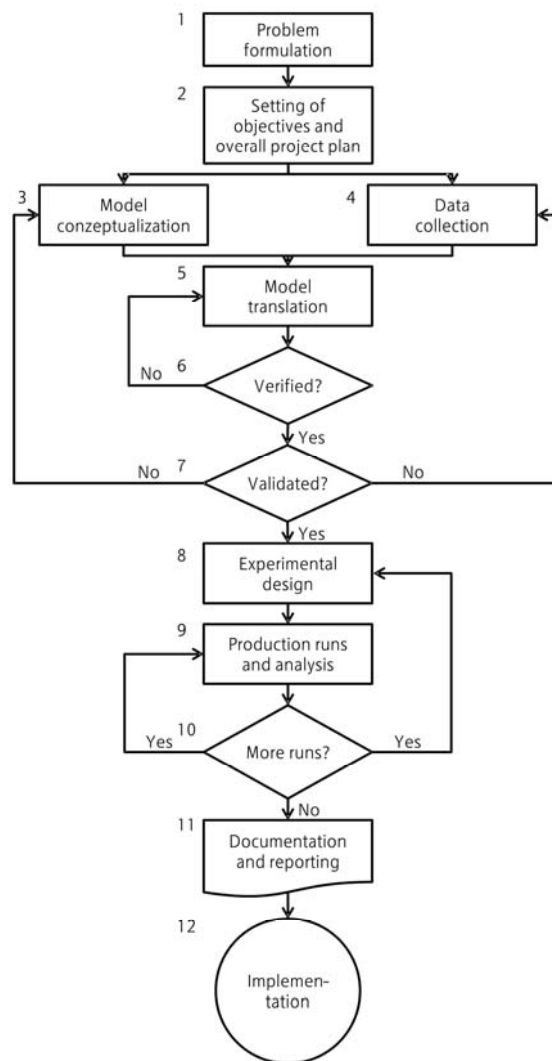 1
Problem
formulation
2
Setting of
objectives and
overall project plan
3
Model
conzeptualization
4
Data
collection
5
Model
translation
6
No
Verified?
Yes
7
No
Validated?
No
Yes
8
Experimental
design
9
Production runs
and analysis
10
Yes
More runs?
Yes
No
11
Documentation
and reporting
12
Implemen-
tation